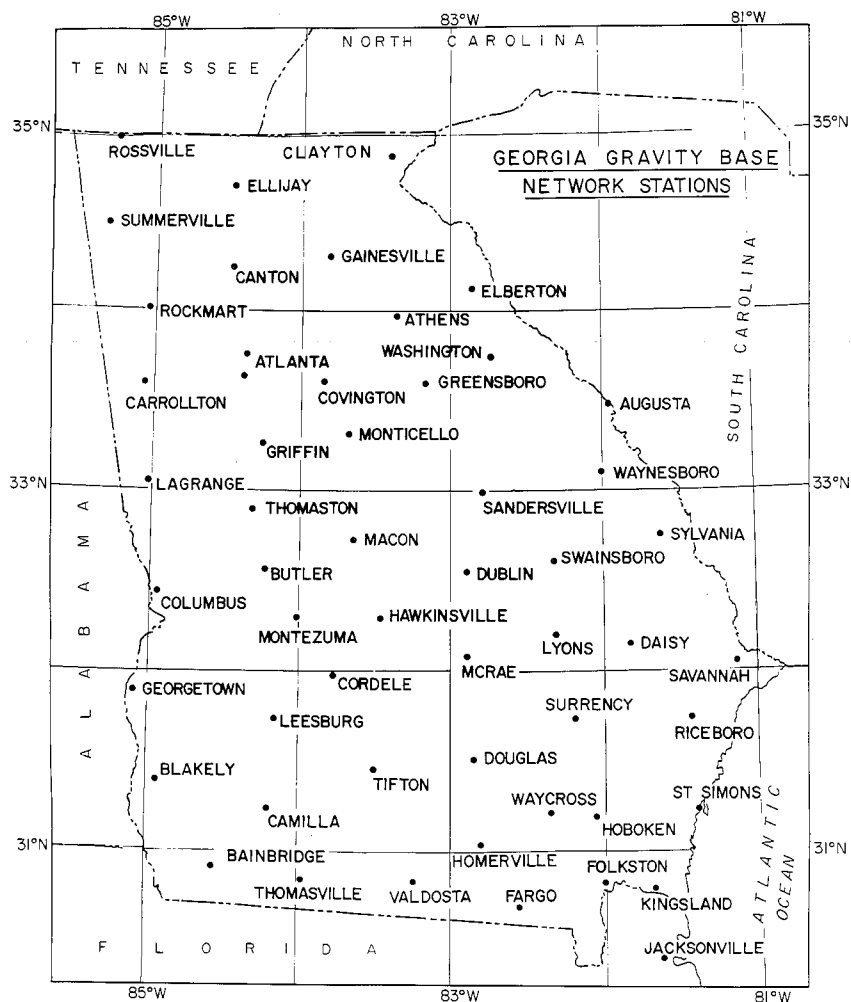 85°W
83°W
81°W
NORTH CAROLINA
TENNESSEE
35°N
35°N
ROSSVILLE
CLAYTON
GEORGIA GRAVITY BASE
NETWORK STATIONS
ELLIJAY
SUMMERVILLE
GAINESVILLE
CANTON
ELBERTON
SOUTH CAROLINA
ROCKMART
ATHENS
WASHINGTON
ATLANTA
GREENSBORO
CARROLLTON
COVINGTON
AUGUSTA
MONTICELLO
GRIFFIN
WAYNESBORO
33°N
LAGRANGE
33°N
THOMASTON
SANDERSVILLE
ALABAMA
MACON
SYLVANIA
SWAINSBORO
BUTLER
DUBLIN
COLUMBUS
HAWKINSVILLE
MONTEZUMA
LYONS
DAISY
MCRAE
SAVANNAH
GEORGETOWN
CORDELE
LEESBURG
SURRENCY
RICEBORO
BLAKELY
DOUGLAS
TIFTON
ST SIMONS
WAYCROSS
CAMILLA
HOBOKEN
31°N
31°N
BAINBRIDGE
HOMERVILLE
FOLKSTON
THOMASVILLE
VALDOSTA
FARGO
KINGSLAND
ATLANTIC
OCEAN
FLORIDA
JACKSONVILLE
85°W
83°W
81°W